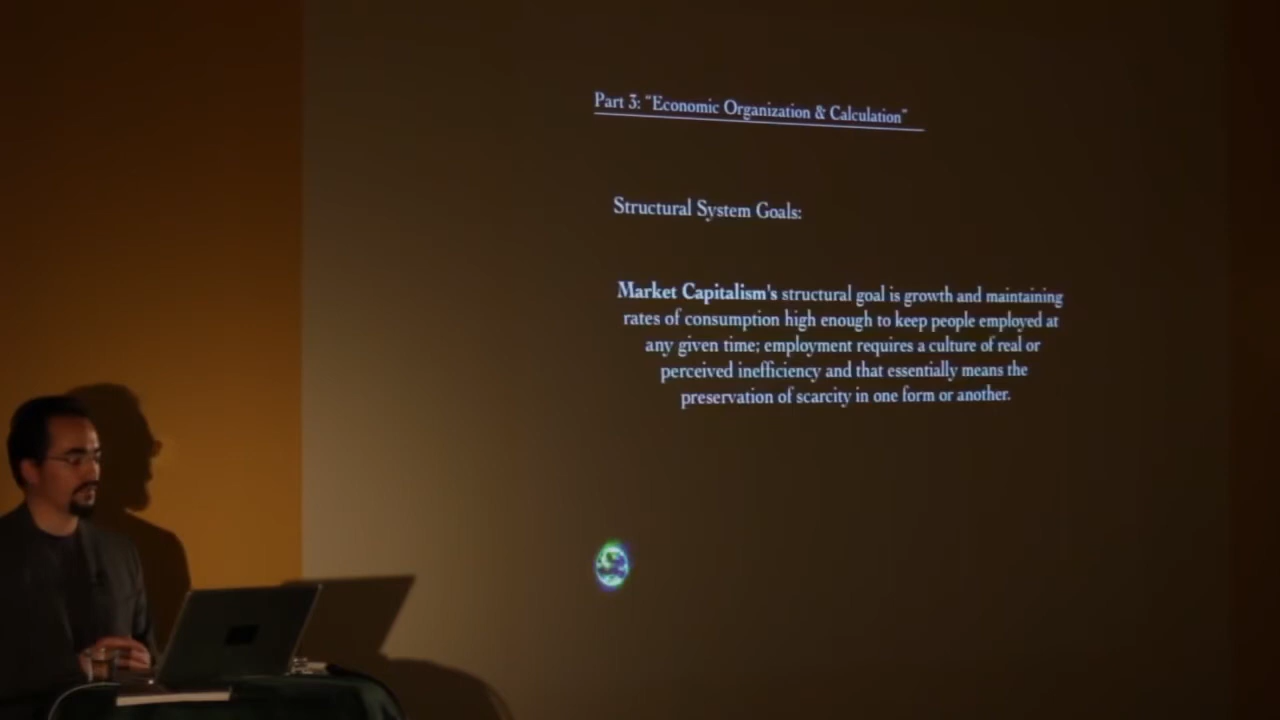 Part 3: "Economic Organization & Calculation"
Structural System Goals:
Market Capitalism's structural goal is growth and maintaining
rates of consumption high enough to keep people employed at
any given time; employment requires a culture of real or
perceived inefficiency and that essentially means the
preservation of scarcity in one form or another.